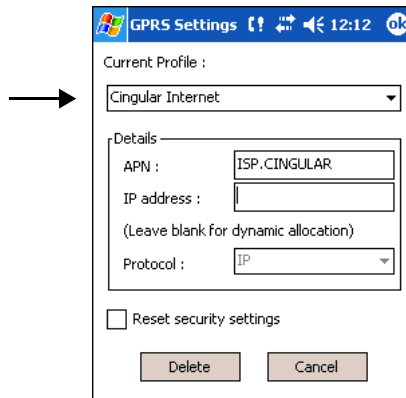 GPRS Settings 12:12 ok
Current Profile :
Cingular Internet
Details
APN : ISP.CINGULAR
IP address :
(Leave blank for dynamic allocation)
Protocol : IP
Reset security settings
Delete Cancel